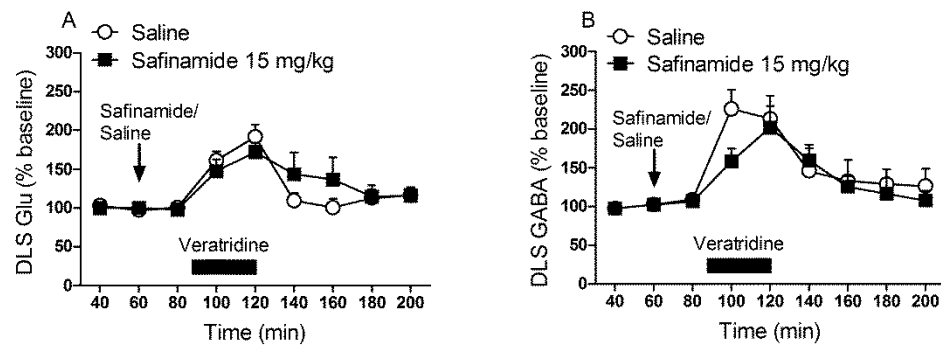 A
Saline
Safinamide 15 mg/kg
300
250
200
150
100
50
0
DLS Glu (% baseline)
Safinamide/
Saline
Veratridine
40 60 80 100 120 140 160 180 200
Time (min)
B
Saline
Safinamide 15 mg/kg
300
250
200
150
100
50
0
DLS GABA (% baseline)
Safinamide/
Saline
Veratridine
40 60 80 100 120 140 160 180 200
Time (min)